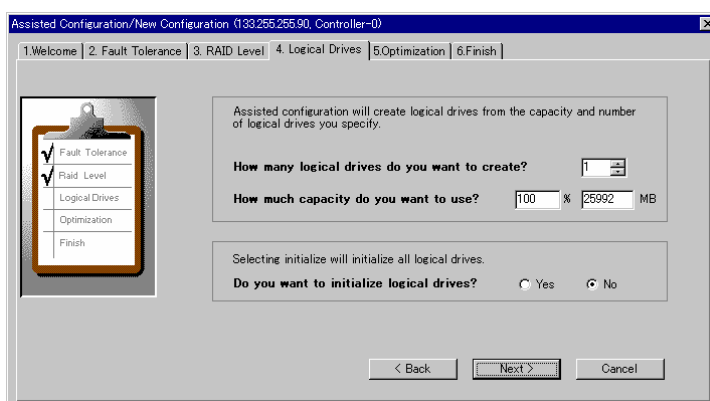 Assisted Configuration/New Configuration (133.255.255.90, Controller-0)
1.Welcome 2. Fault Tolerance 3. RAID Level 4. Logical Drives 5.Optimization 6.Finish
Assisted configuration will create logical drives from the capacity and number
of logical drives you specify.
Fault Tolerance
Raid Level
Logical Drives
Optimization
Finish
How many logical drives do you want to create? 1
How much capacity do you want to use? 100 % 25992 MB
Selecting initialize will initialize all logical drives.
Do you want to initialize logical drives? Yes No
< Back Next > Cancel